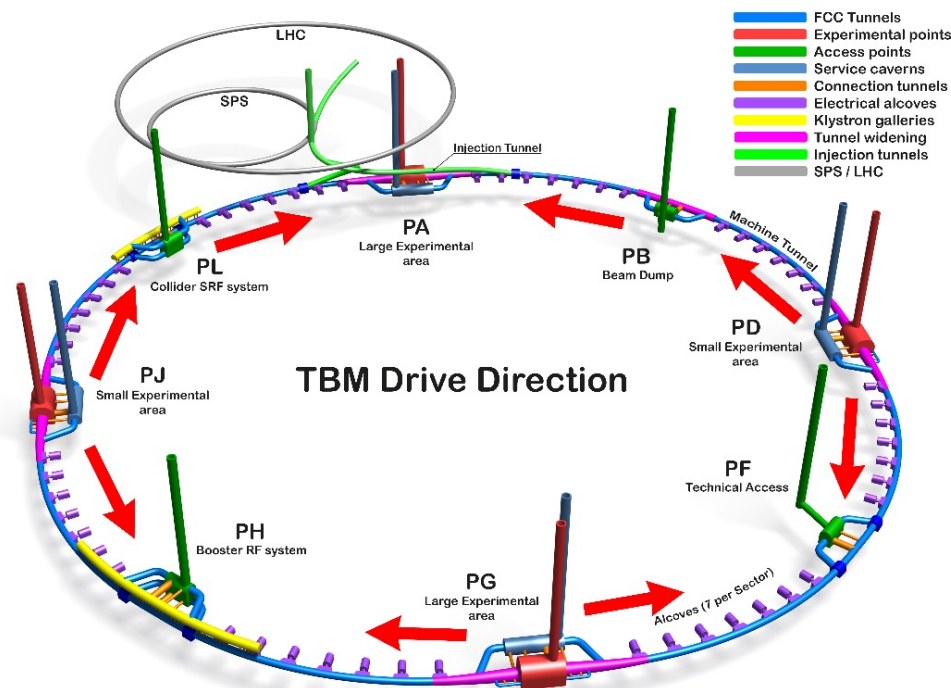 LHC
SPS
Injection Tunnel
FCC Tunnels
Experimental points
Access points
Service caverns
Connection tunnels
Electrical alcoves
Klystron galleries
Tunnel widening
Injection tunnels
SPS / LHC
PA
Large Experimental
area
PL
Collider SRF system
PB
Beam Dump
Machine Tunnel
PD
Small Experimental
area
PJ
Small Experimental
area
TBM Drive Direction
PF
Technical Access
PH
Booster RF system
PG
Large Experimental
area
Alcoves (7 per Sector)